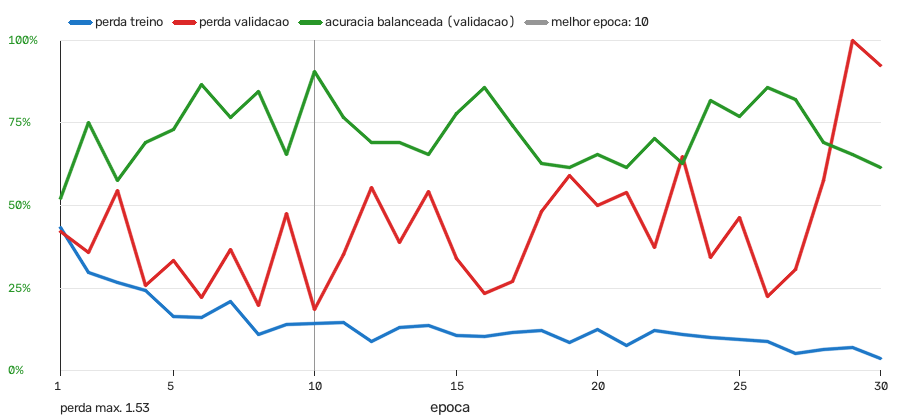 perda treino perda validacao acuracia balanceada (validacao) melhor epoca: 10
100%
75%
50%
25%
0%
1 5 10 15 20 25 30
perda max. 1.53 epoca